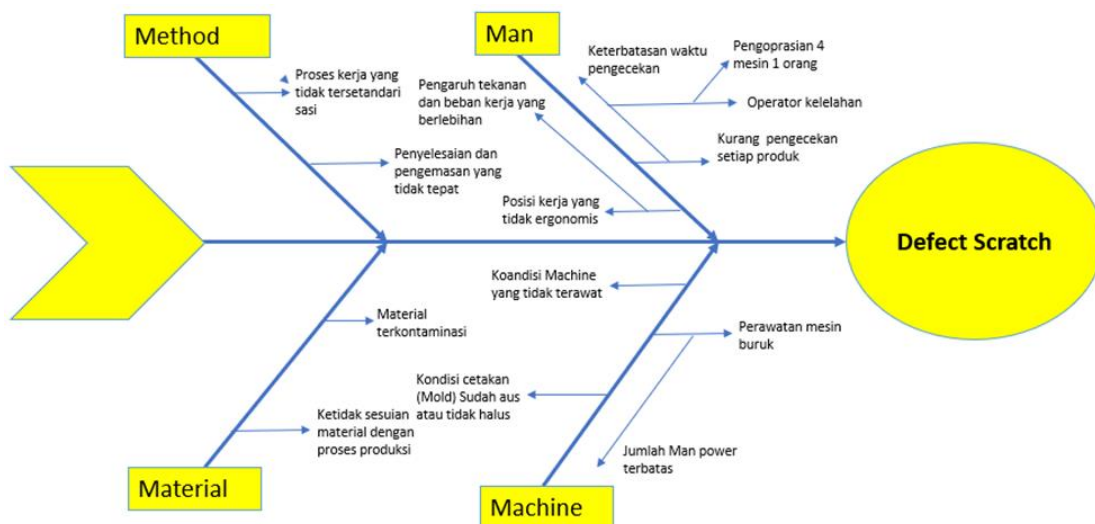 Method
Proses kerja yang
tidak tersetandari
sasi
Penyelesaian dan
pengemasan yang
tidak tepat
Man
Keterbatasan waktu
pengecekan
Pengoprasian 4
mesin 1 orang
Operator kelelahan
Pengaruh tekanan
dan beban kerja yang
berlebihan
Kurang pengecekan
setiap produk
Posisi kerja yang
tidak ergonomis
Defect Scratch
Koandisi Machine
yang tidak terawat
Material
terkontaminasi
Perawatan mesin
buruk
Kondisi cetakan
(Mold) Sudah aus
atau tidak halus
Ketidak sesuian
material dengan
proses produksi
Jumlah Man power
terbatas
Material
Machine